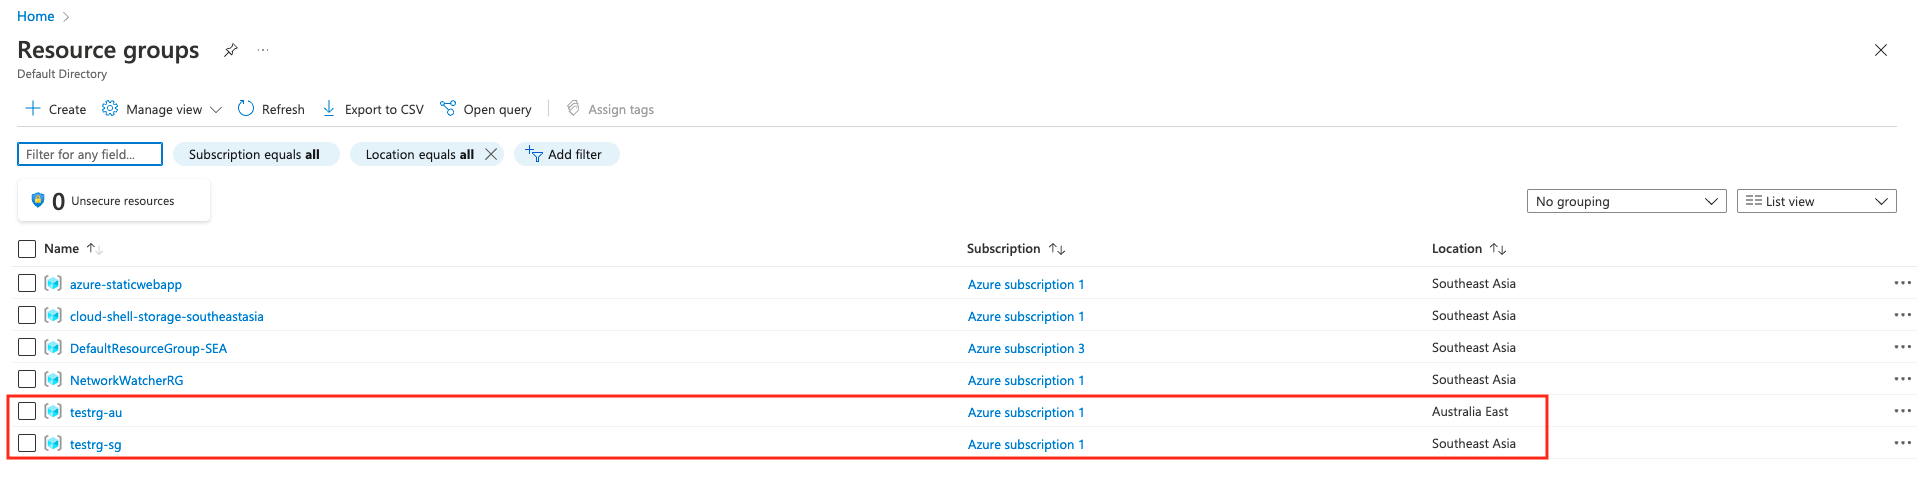 Home
Resource groups
Default Directory
Create Manage view Refresh Export to CSV Open query Assign tags
Filter for any field... Subscription equals all Location equals all Add filter
0 Unsecure resources No grouping List view
Name Subscription Location
azure-staticwebapp Azure subscription 1 Southeast Asia
cloud-shell-storage-southeastasia Azure subscription 1 Southeast Asia
DefaultResourceGroup-SEA Azure subscription 3 Southeast Asia
NetworkWatcherRG Azure subscription 1 Southeast Asia
testrg-au Azure subscription 1 Australia East
testrg-sg Azure subscription 1 Southeast Asia